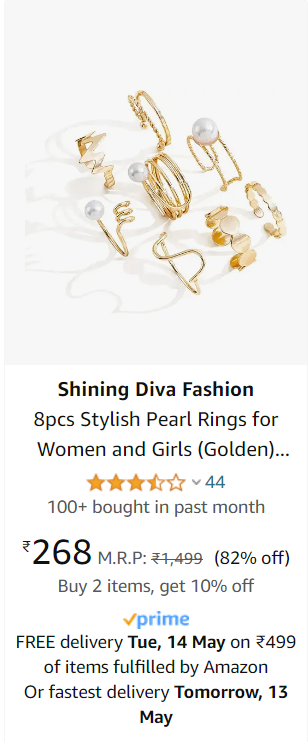 Shining Diva Fashion
8pcs Stylish Pearl Rings for
Women and Girls (Golden)...
44
100+ bought in past month
₹268 M.R.P: ₹1,499 (82% off)
Buy 2 items, get 10% off
prime
FREE delivery Tue, 14 May on ₹499
of items fulfilled by Amazon
Or fastest delivery Tomorrow, 13
May